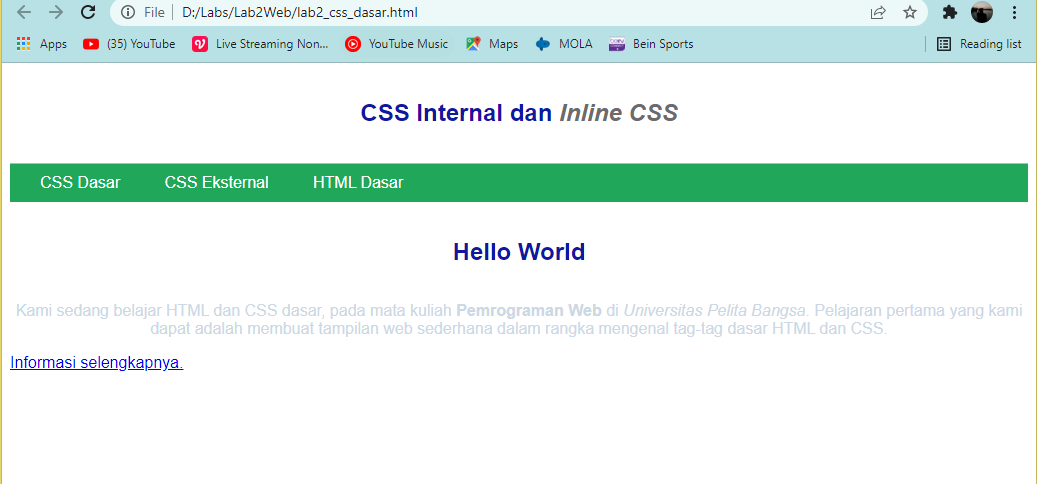 File | D:/Labs/Lab2Web/lab2_css_dasar.html
Apps (35) YouTube Live Streaming Non... YouTube Music Maps MOLA Bein Sports Reading list
CSS Internal dan Inline CSS
CSS Dasar CSS Eksternal HTML Dasar
Hello World
Kami sedang belajar HTML dan CSS dasar, pada mata kuliah Pemrograman Web di Universitas Pelita Bangsa. Pelajaran pertama yang kami
dapat adalah membuat tampilan web sederhana dalam rangka mengenal tag-tag dasar HTML dan CSS.
Informasi selengkapnya.